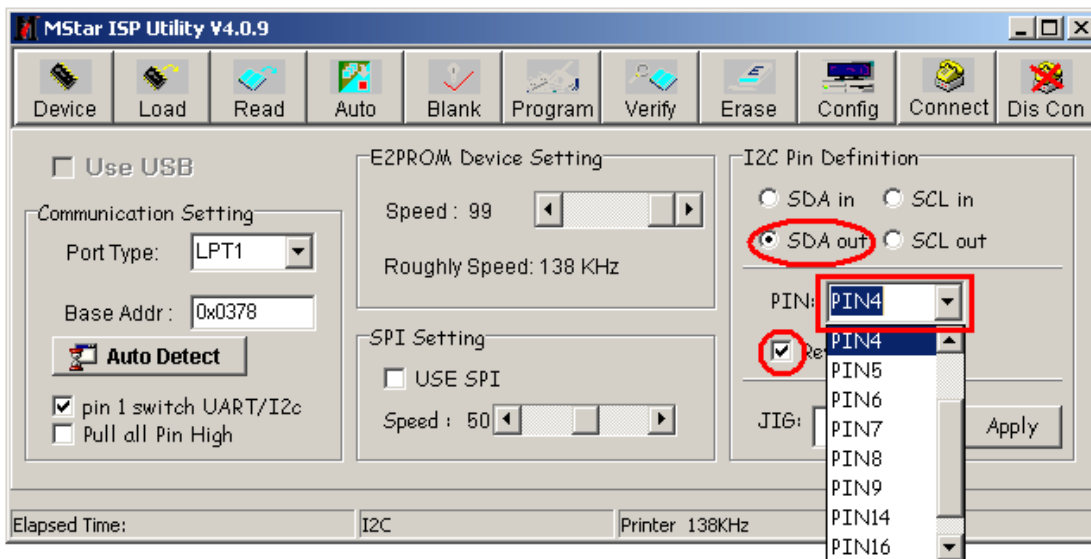 MStar ISP Utility V4.0.9
Device Load Read Auto Blank Program Verify Erase Config Connect Dis Con
Use USB
Communication Setting
Port Type: LPT1
Base Addr : 0x0378
Auto Detect
pin 1 switch UART/I2c
Pull all Pin High
E2PROM Device Setting
Speed : 99
Roughly Speed: 138 KHz
SPI Setting
USE SPI
Speed : 50
I2C Pin Definition
SDA in SCL in
SDA out SCL out
PIN: PIN4
PIN4
PIN5
PIN6
PIN7
PIN8
PIN9
PIN14
PIN16
JIG:
Apply
Elapsed Time: I2C Printer 138KHz